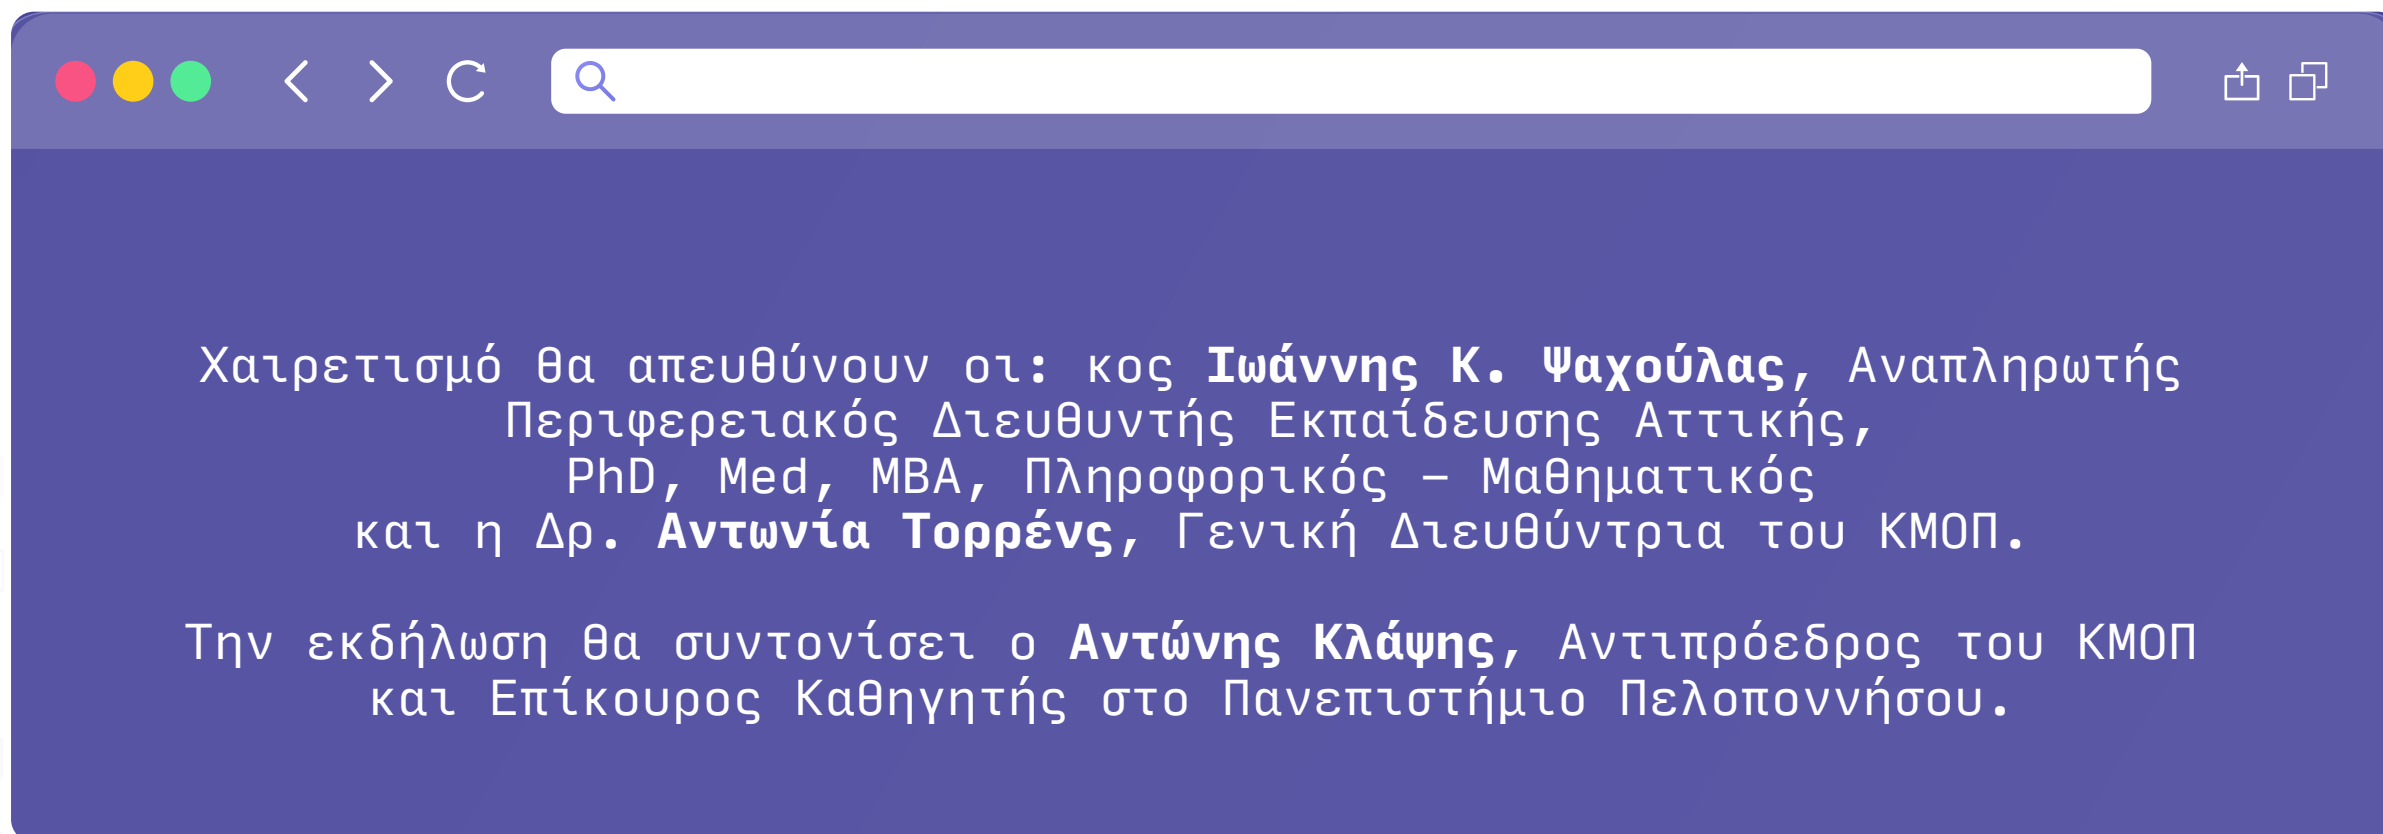 Χαιρετισμό θα απευθύνουν οι: κος Ιωάννης Κ. Ψαχούλας, Αναπληρωτής
Περιφερειακός Διευθυντής Εκπαίδευσης Αττικής,
PhD, Med, MBA, Πληροφορικός – Μαθηματικός
και η Δρ. Αντωνία Τορρένς, Γενική Διευθύντρια του ΚΜΟΠ.
Την εκδήλωση θα συντονίσει ο Αντώνης Κλάψης, Αντιπρόεδρος του ΚΜΟΠ
και Επίκουρος Καθηγητής στο Πανεπιστήμιο Πελοποννήσου.